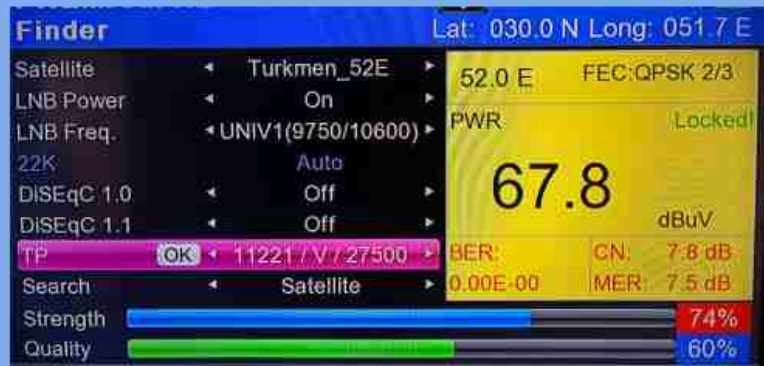 Finder Lat: 030.0 N Long: 051.7 E
Satellite Turkmen_52E
LNB Power On
LNB Freq. UNIV1(9750/10600)
22K Auto
DiSEqC 1.0 Off
DiSEqC 1.1 Off
TP OK 11221 / V / 27500
Search Satellite
52.0 E FEC:QPSK 2/3
PWR Locked!
67.8
dBuV
BER: CN: 7.8 dB
0.00E-00 MER: 7.5 dB
Strength 74%
Quality 60%